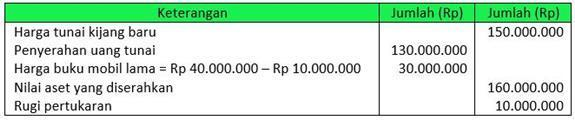 Keterangan Jumlah (Rp) Jumlah (Rp)
Harga tunai kijang baru 150.000.000
Penyerahan uang tunai 130.000.000
Harga buku mobil lama = Rp 40.000.000 – Rp 10.000.000 30.000.000
Nilai aset yang diserahkan 160.000.000
Rugi pertukaran 10.000.000